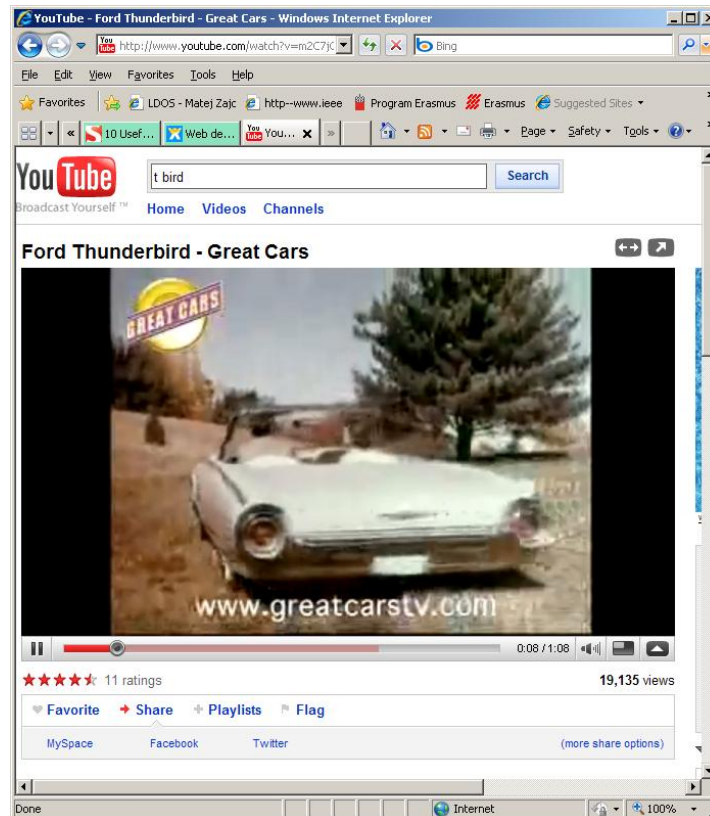 YouTube - Ford Thunderbird - Great Cars - Windows Internet Explorer
http://www.youtube.com/watch?v=m2C7jC
Bing
File Edit View Favorites Tools Help
Favorites LDOS - Matej Zajc http--www.ieee Program Erasmus Erasmus Suggested Sites
10 Usef... Web de... You... Page Safety Tools
YouTube
Broadcast Yourself ™
t bird
Search
Home Videos Channels
Ford Thunderbird - Great Cars
GREAT CARS
www.greatcarstv.com
0:08 / 1:08
11 ratings
19,135 views
Favorite Share Playlists Flag
MySpace Facebook Twitter (more share options)
Done Internet 100%